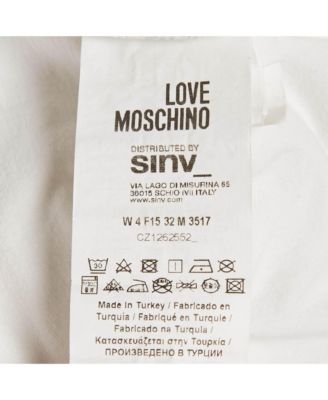 LOVE
MOSCHINO
DISTRIBUTED BY
sinv_
VIA LAGO DI MISURINA 65
36015 SCHIO (VI) ITALY
www.sinv.com
W 4 F15 32 M 3517
CZ1262552_
30
Made in Turkey / Fabricado en
Turquía / Fabriqué en Turquie /
Fabricado na Turquia /
Κατασκευάζεται στην Τουρκία /
ПРОИЗВЕДЕНО В ТУРЦИИ